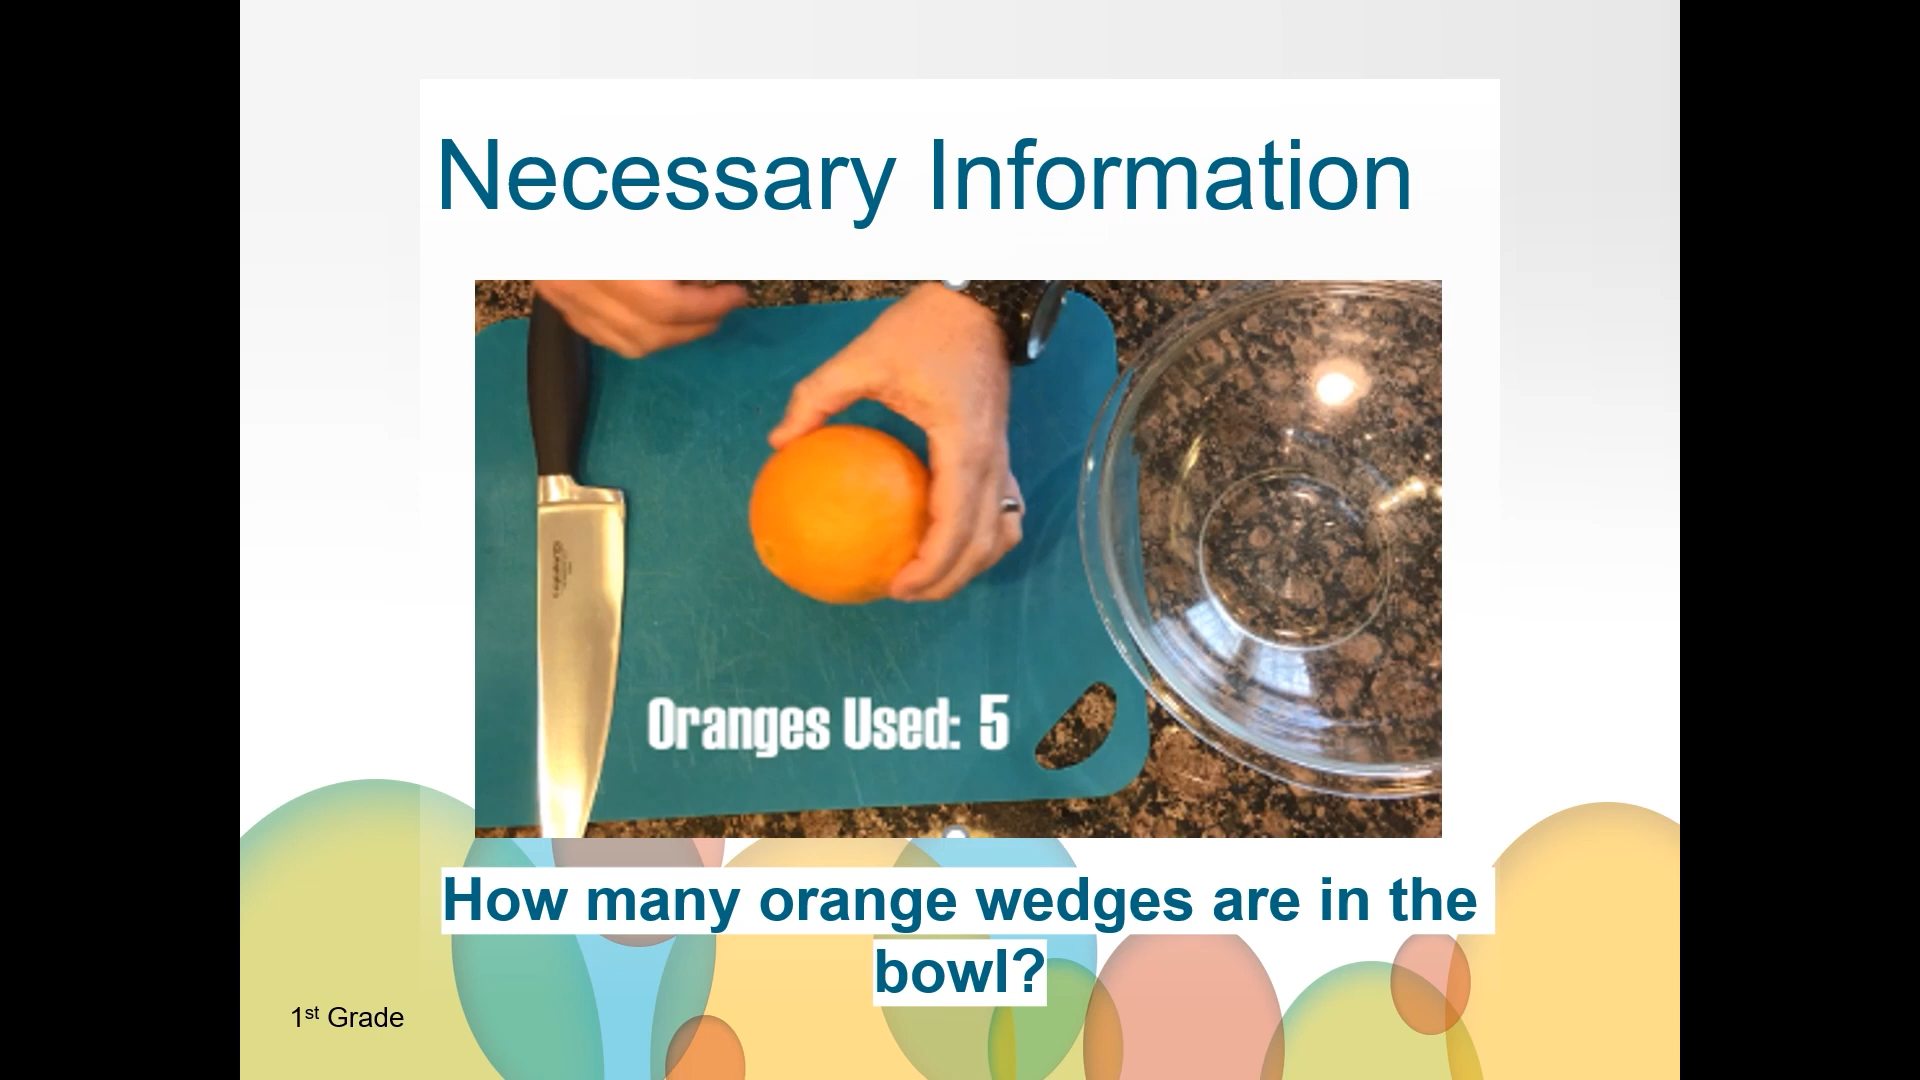 Necessary Information
Oranges Used: 5
How many orange wedges are in the
bowl?
1st Grade